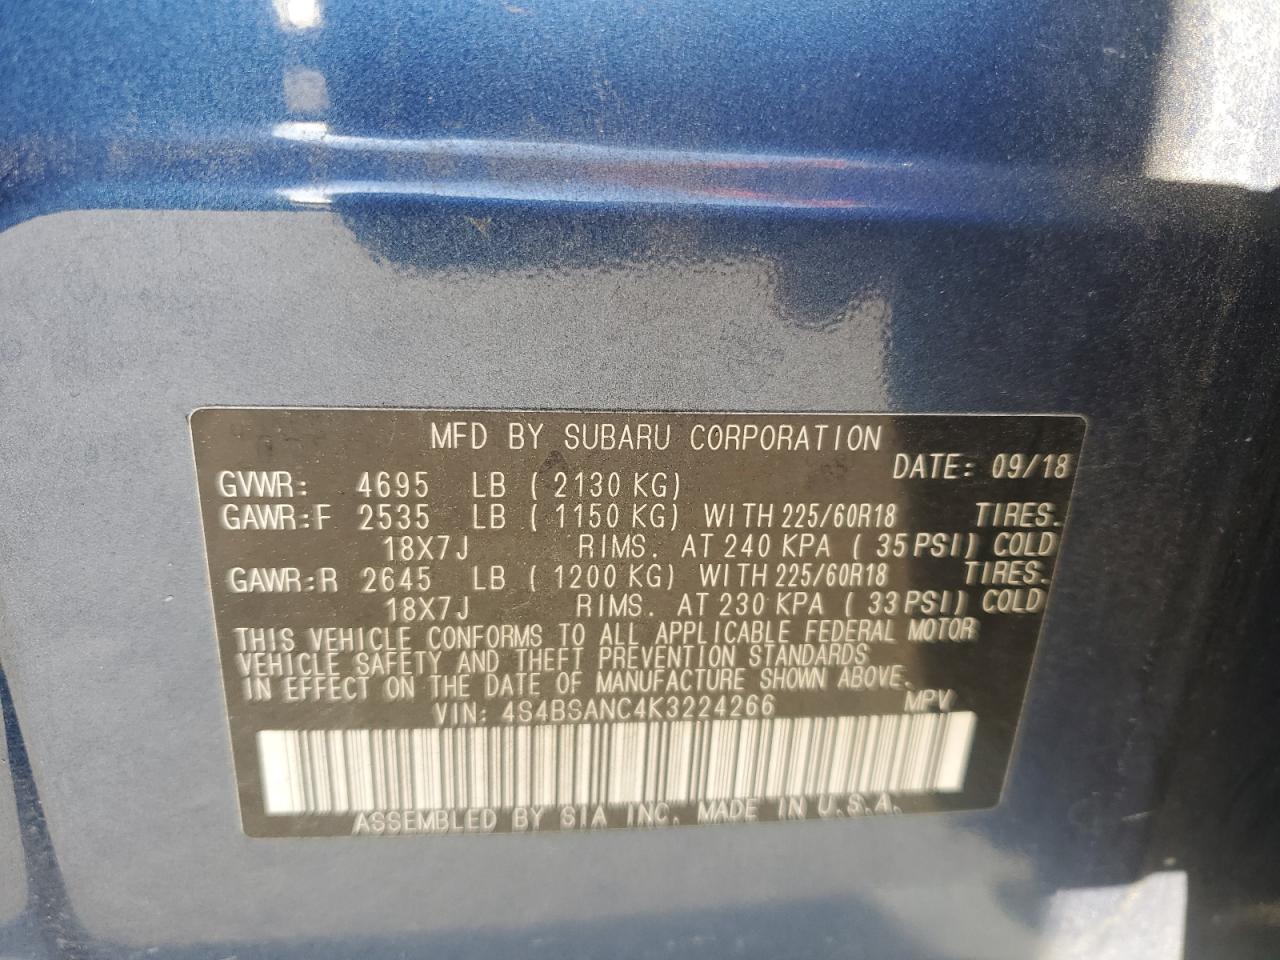 MFD BY SUBARU CORPORATION
DATE: 09/18
GVWR: 4695 LB (2130 KG)
GAWR:F 2535 LB (1150 KG) WITH 225/60R18 TIRES.
18X7J RIMS. AT 240 KPA (35 PSI) COLD
GAWR:R 2645 LB (1200 KG) WITH 225/60R18 TIRES.
18X7J RIMS. AT 230 KPA (33 PSI) COLD
THIS VEHICLE CONFORMS TO ALL APPLICABLE FEDERAL MOTOR
VEHICLE SAFETY AND THEFT PREVENTION STANDARDS
IN EFFECT ON THE DATE OF MANUFACTURE SHOWN ABOVE.
VIN: 4S4BSANC4K3224266 MPV
ASSEMBLED BY SIA INC. MADE IN U.S.A.